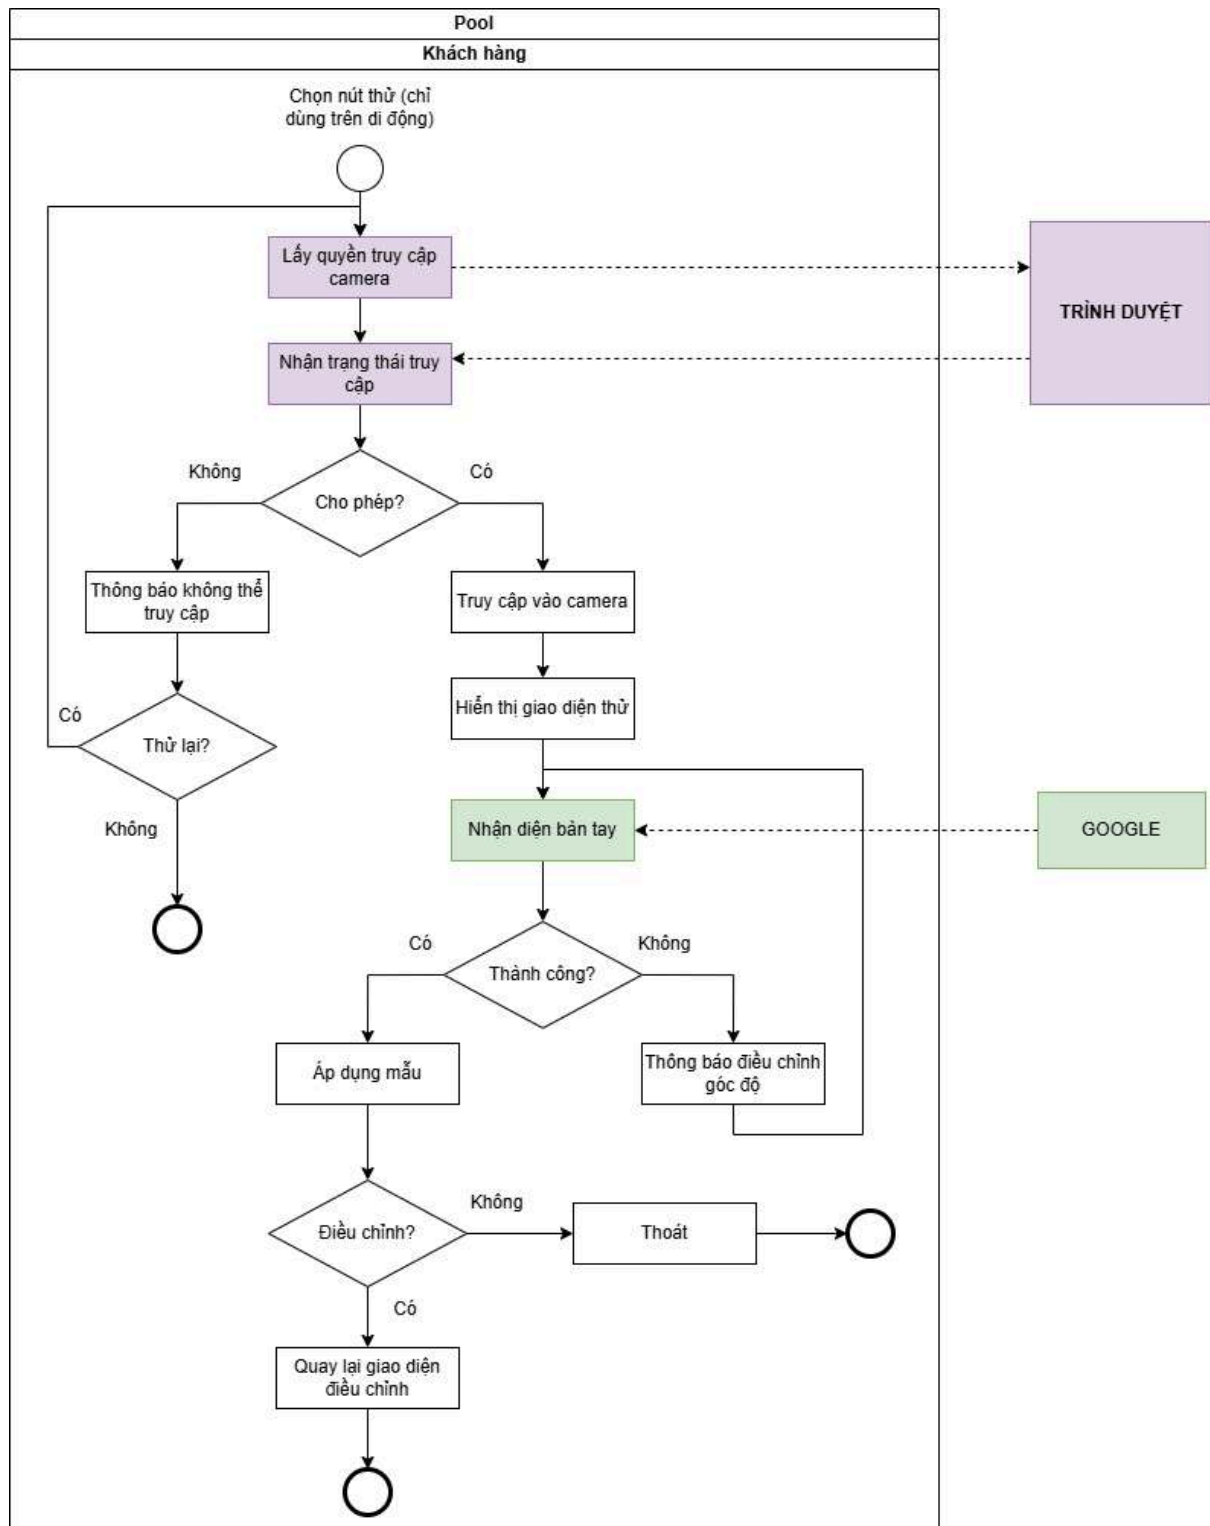 Pool
Khách hàng
Chọn nút thử (chỉ
dùng trên di động)
Lấy quyền truy cập
camera
TRÌNH DUYỆT
Nhận trạng thái truy
cập
Không
Có
Cho phép?
Thông báo không thể
truy cập
Truy cập vào camera
Hiển thị giao diện thử
Có
Thử lại?
Không
Nhận diện bàn tay
GOOGLE
Có
Không
Thành công?
Áp dụng mẫu
Thông báo điều chỉnh
góc độ
Không
Điều chỉnh?
Thoát
Có
Quay lại giao diện
điều chỉnh